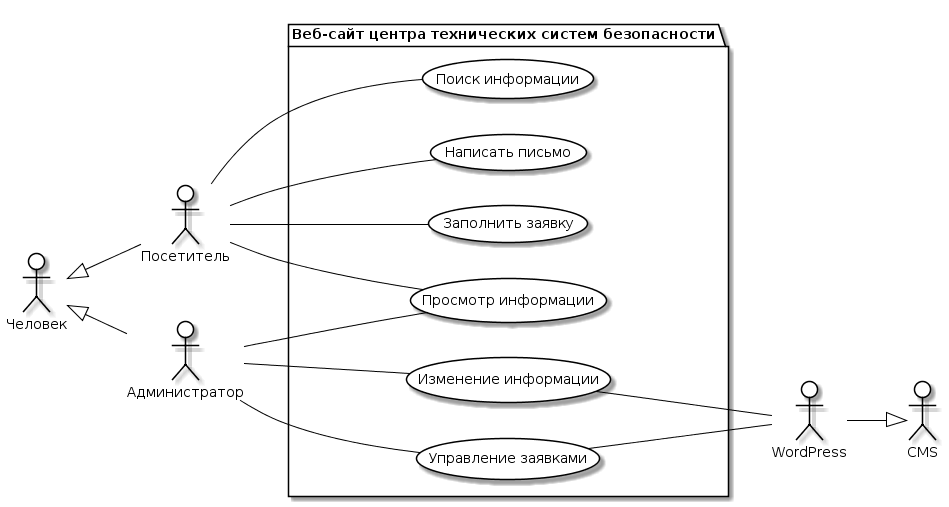 Веб-сайт центра технических систем безопасности
Поиск информации
Написать письмо
Заполнить заявку
Посетитель
Просмотр информации
Человек
Администратор
Изменение информации
Управление заявками
WordPress
CMS